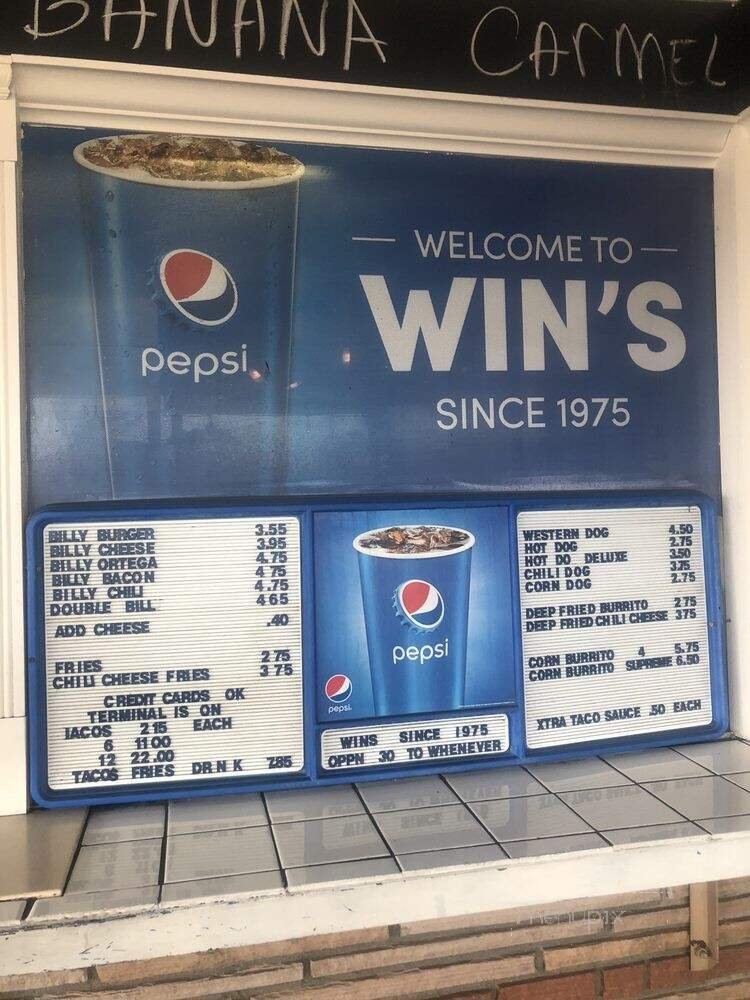 BANANA CARMEL
WELCOME TO
WIN'S
SINCE 1975
pepsi
BILLY BURGER 3.55
BILLY CHEESE 3.95
BILLY ORTEGA 4.75
BILLY BACON 4 75
BILLY CHILI 4.75
DOUBLE BILL 465
ADD CHEESE .40
FRIES 2 75
CHILI CHEESE FRIES 3 75
CREDIT CARDS OK
TERMINAL IS ON
TACOS 2 15 EACH
6 11 00
12 22.00
TACOS FRIES DR N K 7.85
pepsi
pepsi.
WINS SINCE 1975
OPPN 30 TO WHENEVER
WESTERN DOG 4.50
HOT DOG 2.75
HOT DO DELUXE 3.50
CHILI DOG 3.75
CORN DOG 2.75
DEEP FRIED BURRITO 2 75
DEEP FRIED CHILI CHEESE 3 75
CORN BURRITO 4 5.75
CORN BURRITO SUPREME 6.50
XTRA TACO SAUCE .50 EACH
menupix